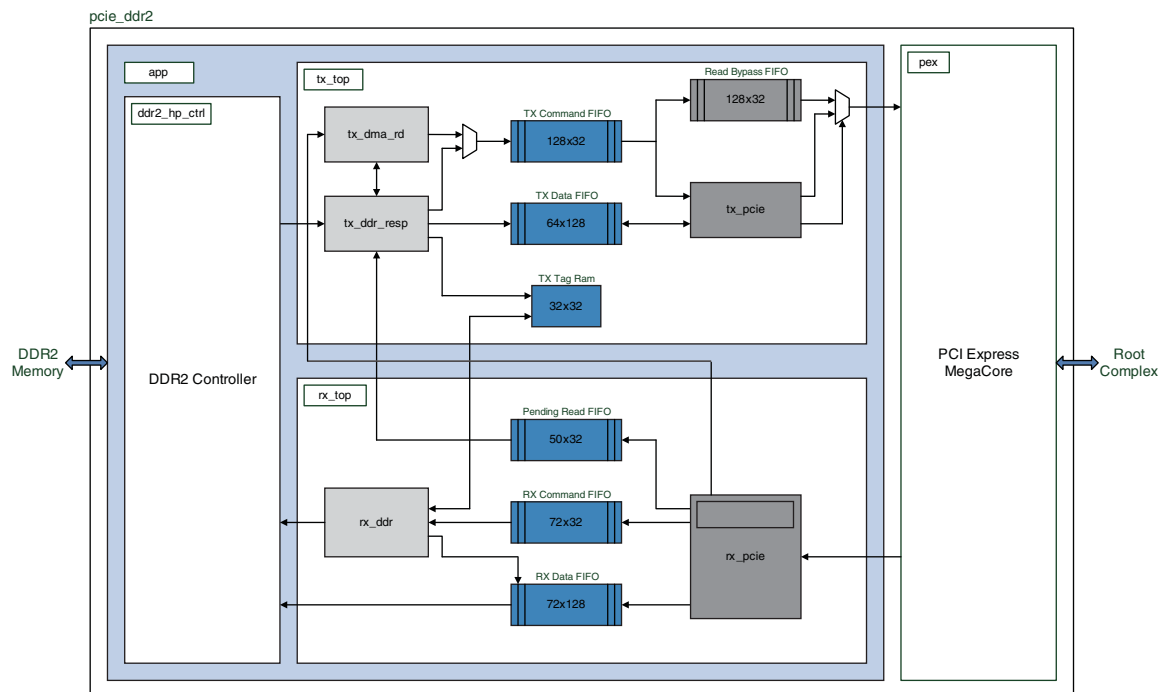 pcie_ddr2
app
tx_top
pex
ddr2_hp_ctrl
Read Bypass FIFO
128x32
tx_dma_rd
TX Command FIFO
128x32
tx_ddr_resp
TX Data FIFO
64x128
tx_pcie
TX Tag Ram
32x32
DDR2
Memory
DDR2 Controller
PCI Express
MegaCore
Root
Complex
rx_top
Pending Read FIFO
50x32
rx_ddr
RX Command FIFO
72x32
rx_pcie
RX Data FIFO
72x128